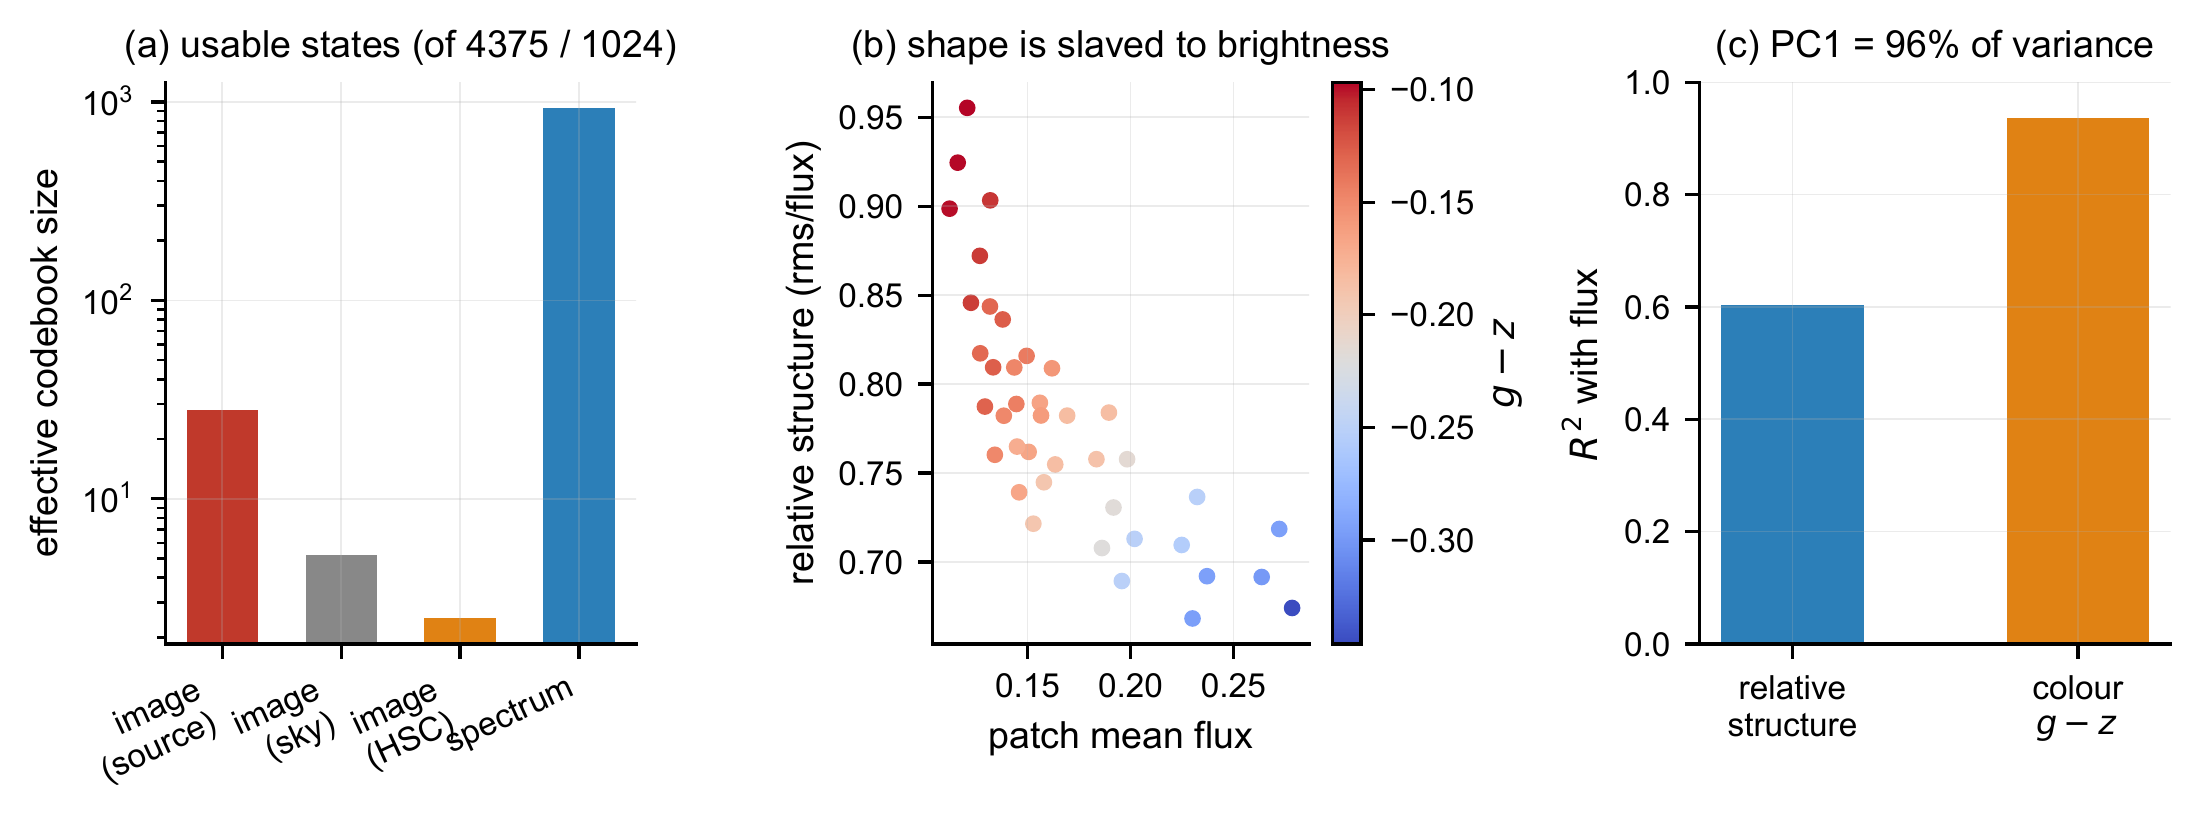 (a) usable states (of 4375 / 1024)
effective codebook size
10³
10²
10¹
image
(source)
image
(sky)
image
(HSC)
spectrum
(b) shape is slaved to brightness
relative structure (rms/flux)
0.95
0.90
0.85
0.80
0.75
0.70
0.15 0.20 0.25
patch mean flux
−0.10
−0.15
−0.20
−0.25
−0.30
g − z
(c) PC1 = 96% of variance
R² with flux
1.0
0.8
0.6
0.4
0.2
0.0
relative
structure
colour
g − z